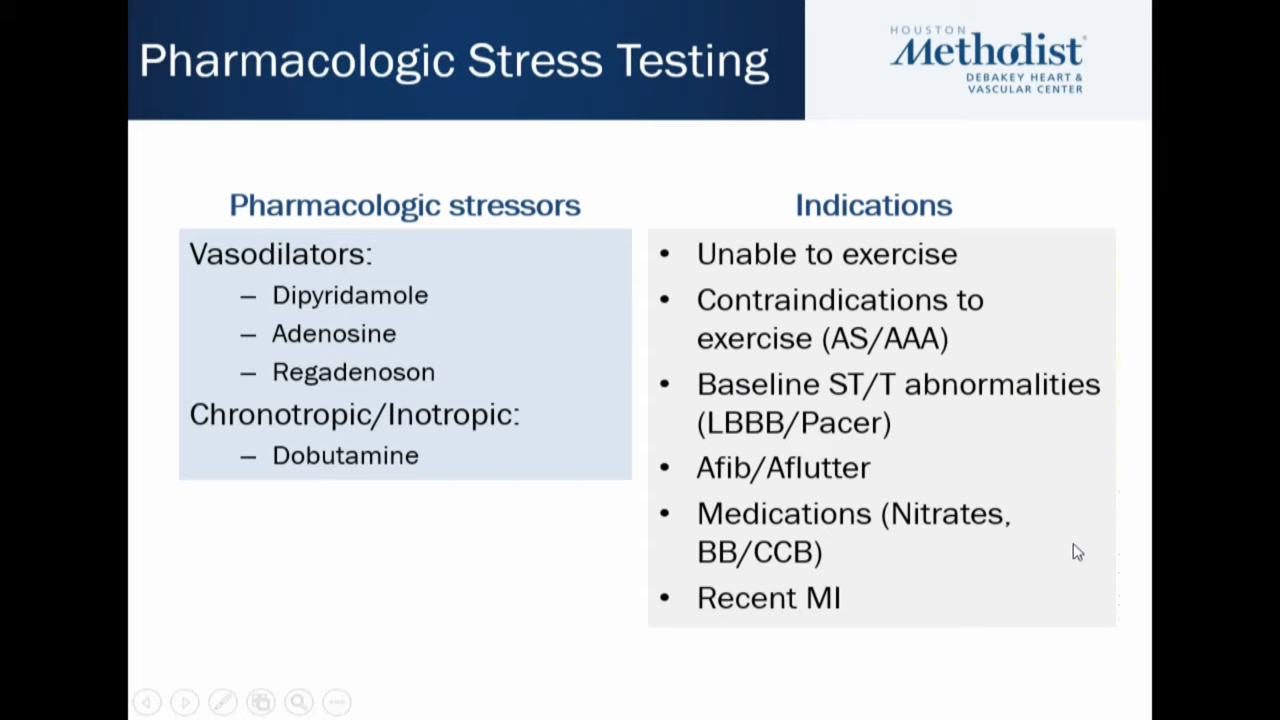 Pharmacologic Stress Testing
HOUSTON
Methodist
DEBAKEY HEART &
VASCULAR CENTER
Pharmacologic stressors
Vasodilators:
– Dipyridamole
– Adenosine
– Regadenoson
Chronotropic/Inotropic:
– Dobutamine
Indications
• Unable to exercise
• Contraindications to
exercise (AS/AAA)
• Baseline ST/T abnormalities
(LBBB/Pacer)
• Afib/Aflutter
• Medications (Nitrates,
BB/CCB)
• Recent MI